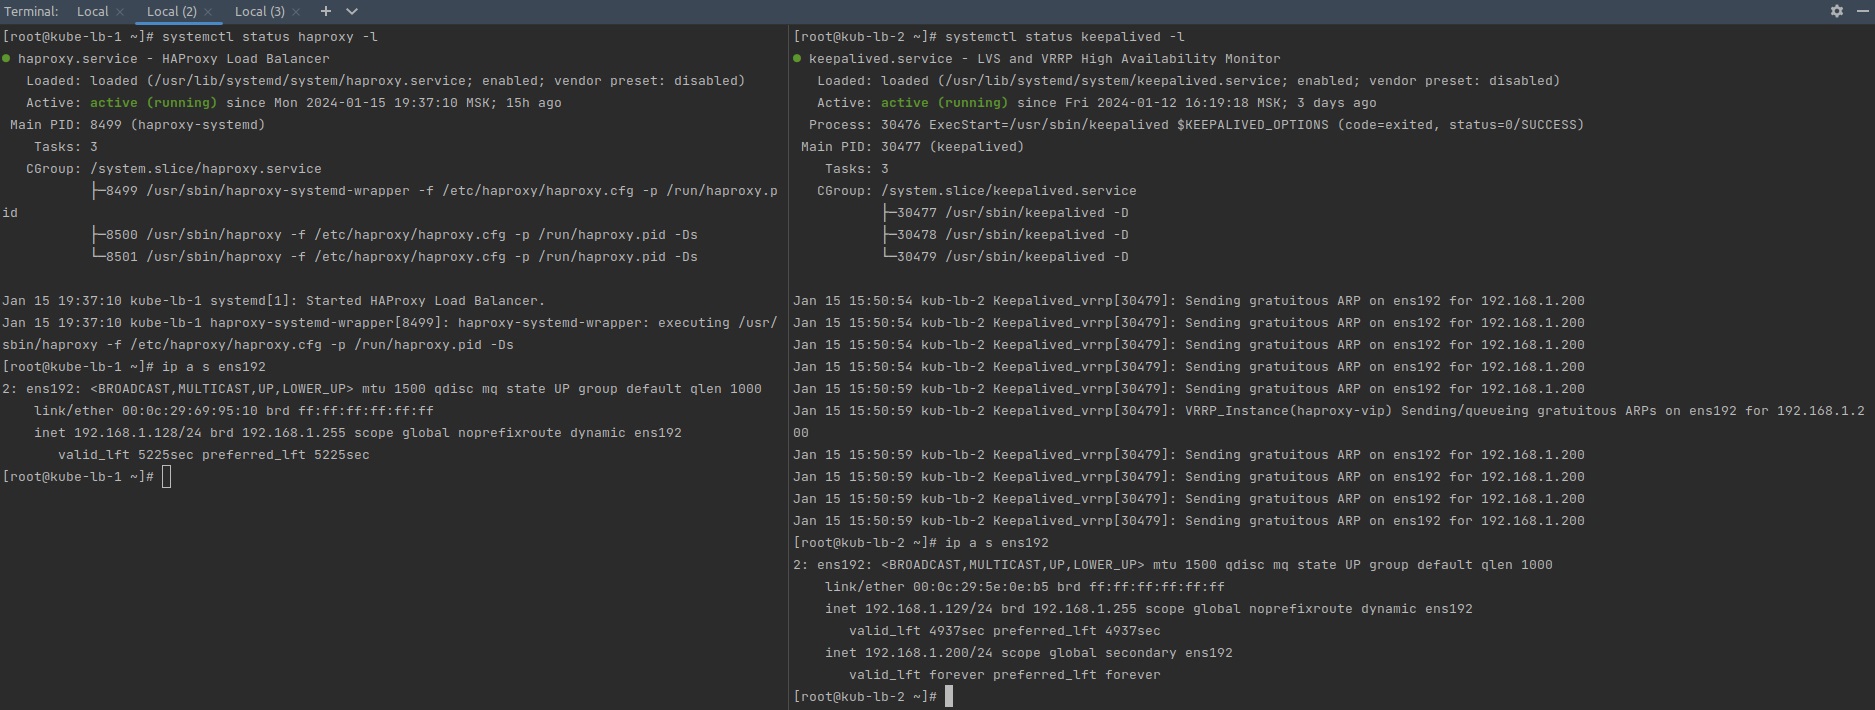 Terminal: Local × Local (2) × Local (3) × +
[root@kube-lb-1 ~]# systemctl status haproxy -l
● haproxy.service - HAProxy Load Balancer
   Loaded: loaded (/usr/lib/systemd/system/haproxy.service; enabled; vendor preset: disabled)
   Active: active (running) since Mon 2024-01-15 19:37:10 MSK; 15h ago
 Main PID: 8499 (haproxy-systemd)
    Tasks: 3
   CGroup: /system.slice/haproxy.service
           ├─8499 /usr/sbin/haproxy-systemd-wrapper -f /etc/haproxy/haproxy.cfg -p /run/haproxy.p
id
           ├─8500 /usr/sbin/haproxy -f /etc/haproxy/haproxy.cfg -p /run/haproxy.pid -Ds
           └─8501 /usr/sbin/haproxy -f /etc/haproxy/haproxy.cfg -p /run/haproxy.pid -Ds
Jan 15 19:37:10 kube-lb-1 systemd[1]: Started HAProxy Load Balancer.
Jan 15 19:37:10 kube-lb-1 haproxy-systemd-wrapper[8499]: haproxy-systemd-wrapper: executing /usr/
sbin/haproxy -f /etc/haproxy/haproxy.cfg -p /run/haproxy.pid -Ds
[root@kube-lb-1 ~]# ip a s ens192
2: ens192: <BROADCAST,MULTICAST,UP,LOWER_UP> mtu 1500 qdisc mq state UP group default qlen 1000
    link/ether 00:0c:29:69:95:10 brd ff:ff:ff:ff:ff:ff
    inet 192.168.1.128/24 brd 192.168.1.255 scope global noprefixroute dynamic ens192
       valid_lft 5225sec preferred_lft 5225sec
[root@kube-lb-1 ~]#
[root@kub-lb-2 ~]# systemctl status keepalived -l
● keepalived.service - LVS and VRRP High Availability Monitor
   Loaded: loaded (/usr/lib/systemd/system/keepalived.service; enabled; vendor preset: disabled)
   Active: active (running) since Fri 2024-01-12 16:19:18 MSK; 3 days ago
  Process: 30476 ExecStart=/usr/sbin/keepalived $KEEPALIVED_OPTIONS (code=exited, status=0/SUCCESS)
 Main PID: 30477 (keepalived)
    Tasks: 3
   CGroup: /system.slice/keepalived.service
           ├─30477 /usr/sbin/keepalived -D
           ├─30478 /usr/sbin/keepalived -D
           └─30479 /usr/sbin/keepalived -D
Jan 15 15:50:54 kub-lb-2 Keepalived_vrrp[30479]: Sending gratuitous ARP on ens192 for 192.168.1.200
Jan 15 15:50:54 kub-lb-2 Keepalived_vrrp[30479]: Sending gratuitous ARP on ens192 for 192.168.1.200
Jan 15 15:50:54 kub-lb-2 Keepalived_vrrp[30479]: Sending gratuitous ARP on ens192 for 192.168.1.200
Jan 15 15:50:54 kub-lb-2 Keepalived_vrrp[30479]: Sending gratuitous ARP on ens192 for 192.168.1.200
Jan 15 15:50:59 kub-lb-2 Keepalived_vrrp[30479]: Sending gratuitous ARP on ens192 for 192.168.1.200
Jan 15 15:50:59 kub-lb-2 Keepalived_vrrp[30479]: VRRP_Instance(haproxy-vip) Sending/queueing gratuitous ARPs on ens192 for 192.168.1.2
00
Jan 15 15:50:59 kub-lb-2 Keepalived_vrrp[30479]: Sending gratuitous ARP on ens192 for 192.168.1.200
Jan 15 15:50:59 kub-lb-2 Keepalived_vrrp[30479]: Sending gratuitous ARP on ens192 for 192.168.1.200
Jan 15 15:50:59 kub-lb-2 Keepalived_vrrp[30479]: Sending gratuitous ARP on ens192 for 192.168.1.200
Jan 15 15:50:59 kub-lb-2 Keepalived_vrrp[30479]: Sending gratuitous ARP on ens192 for 192.168.1.200
[root@kub-lb-2 ~]# ip a s ens192
2: ens192: <BROADCAST,MULTICAST,UP,LOWER_UP> mtu 1500 qdisc mq state UP group default qlen 1000
    link/ether 00:0c:29:5e:0e:b5 brd ff:ff:ff:ff:ff:ff
    inet 192.168.1.129/24 brd 192.168.1.255 scope global noprefixroute dynamic ens192
       valid_lft 4937sec preferred_lft 4937sec
    inet 192.168.1.200/24 scope global secondary ens192
       valid_lft forever preferred_lft forever
[root@kub-lb-2 ~]#